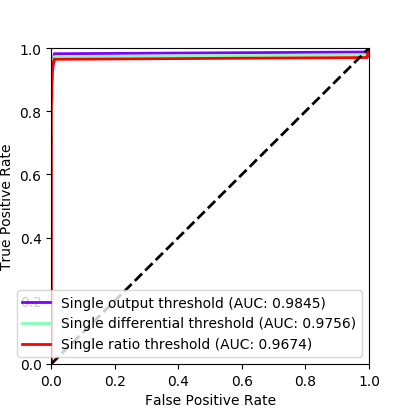 1.0
0.8
0.6
0.4
0.2
0.0
True Positive Rate
Single output threshold (AUC: 0.9845)
Single differential threshold (AUC: 0.9756)
Single ratio threshold (AUC: 0.9674)
0.0 0.2 0.4 0.6 0.8 1.0
False Positive Rate